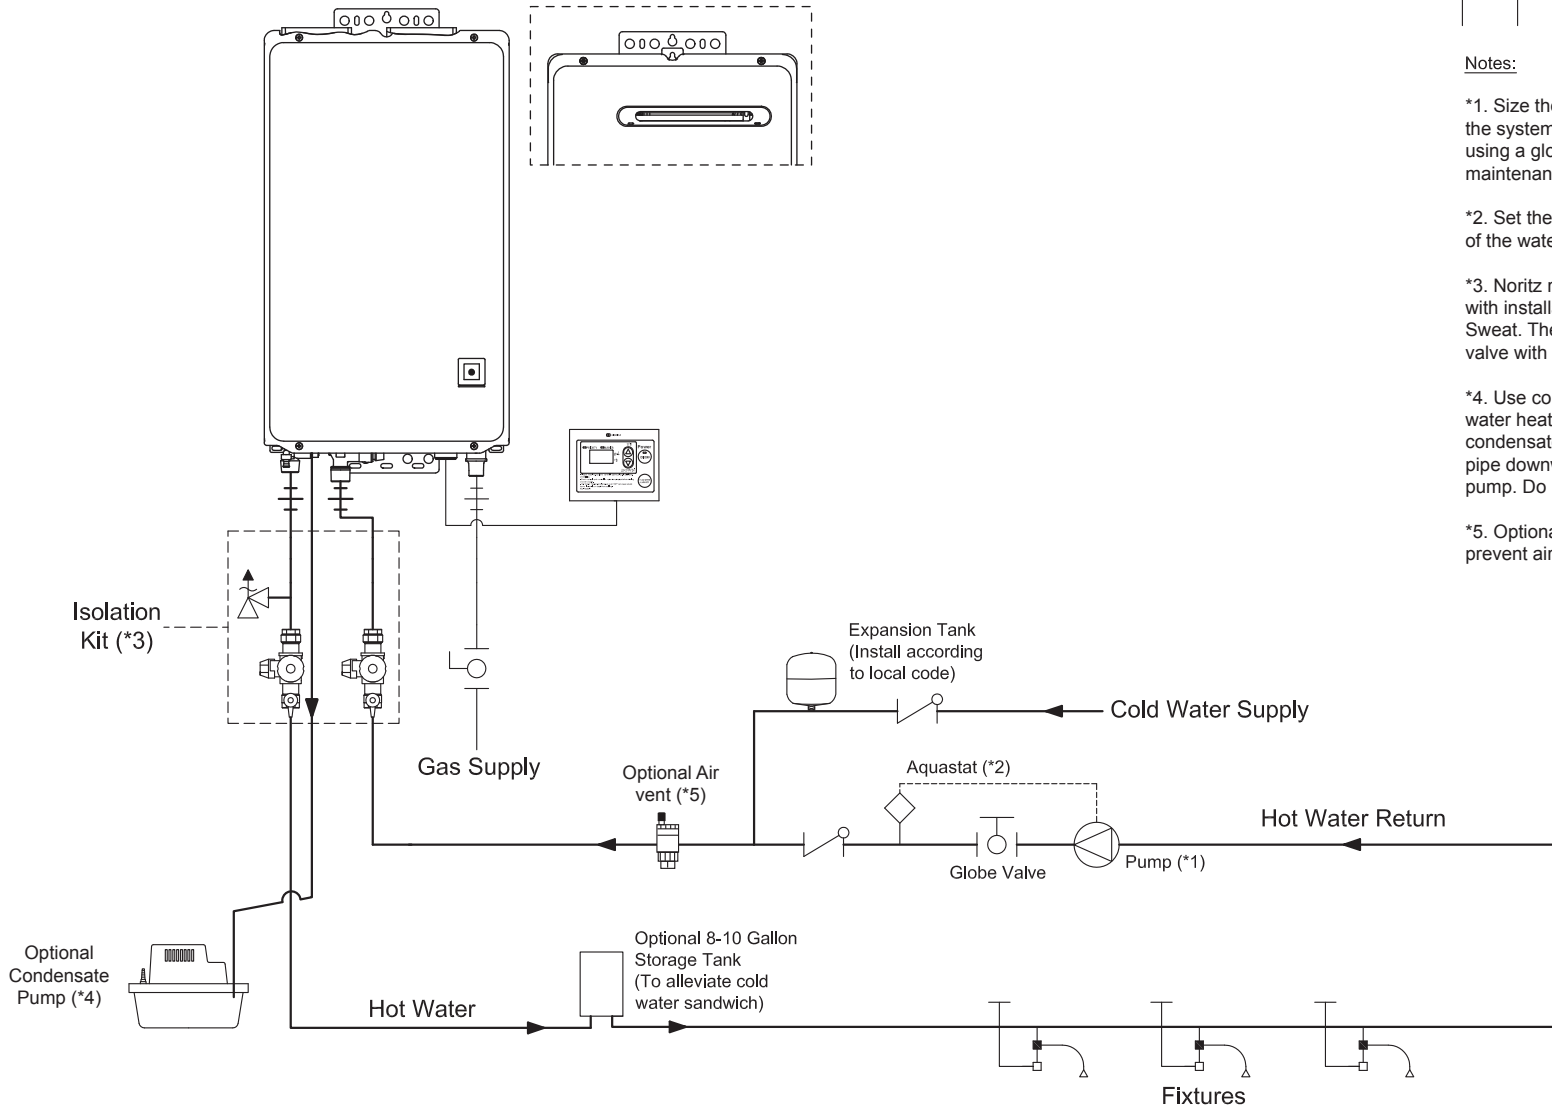 Notes:
*1. Size the
the system
using a glo
maintenan
*2. Set the
of the wate
*3. Noritz r
with install
Sweat. The
valve with
*4. Use co
water heat
condensate
pipe downw
pump. Do
*5. Optiona
prevent air
Isolation
Kit (*3)
Gas Supply
Expansion Tank
(Install according
to local code)
Cold Water Supply
Optional Air
vent (*5)
Aquastat (*2)
Hot Water Return
Globe Valve
Pump (*1)
Optional
Condensate
Pump (*4)
Hot Water
Optional 8-10 Gallon
Storage Tank
(To alleviate cold
water sandwich)
Fixtures